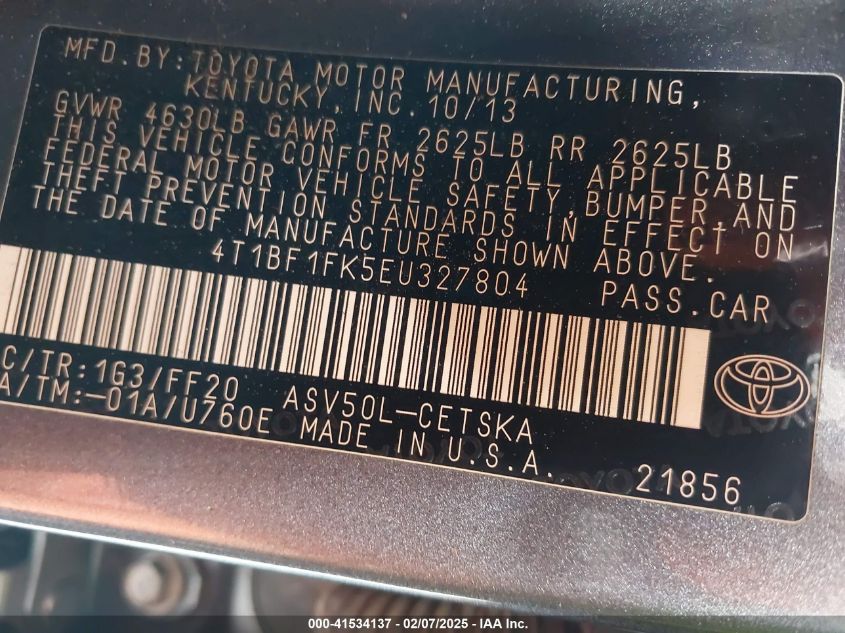 MFD.BY:TOYOTA MOTOR MANUFACTURING,
KENTUCKY,INC.10/13
GVWR 4630LB GAWR FR 2625LB RR 2625LB
THIS VEHICLE CONFORMS TO ALL APPLICABLE
FEDERAL MOTOR VEHICLE SAFETY,BUMPER AND
THEFT PREVENTION STANDARDS IN EFFECT ON
THE DATE OF MANUFACTURE SHOWN ABOVE.
4T1BF1FK5EU327804 PASS.CAR
C/TR:1G3/FF20 ASV50L-CETSKA
A/TM:-01A/U760E MADE IN U.S.A.
21856
000-41534137 - 02/07/2025 - IAA Inc.